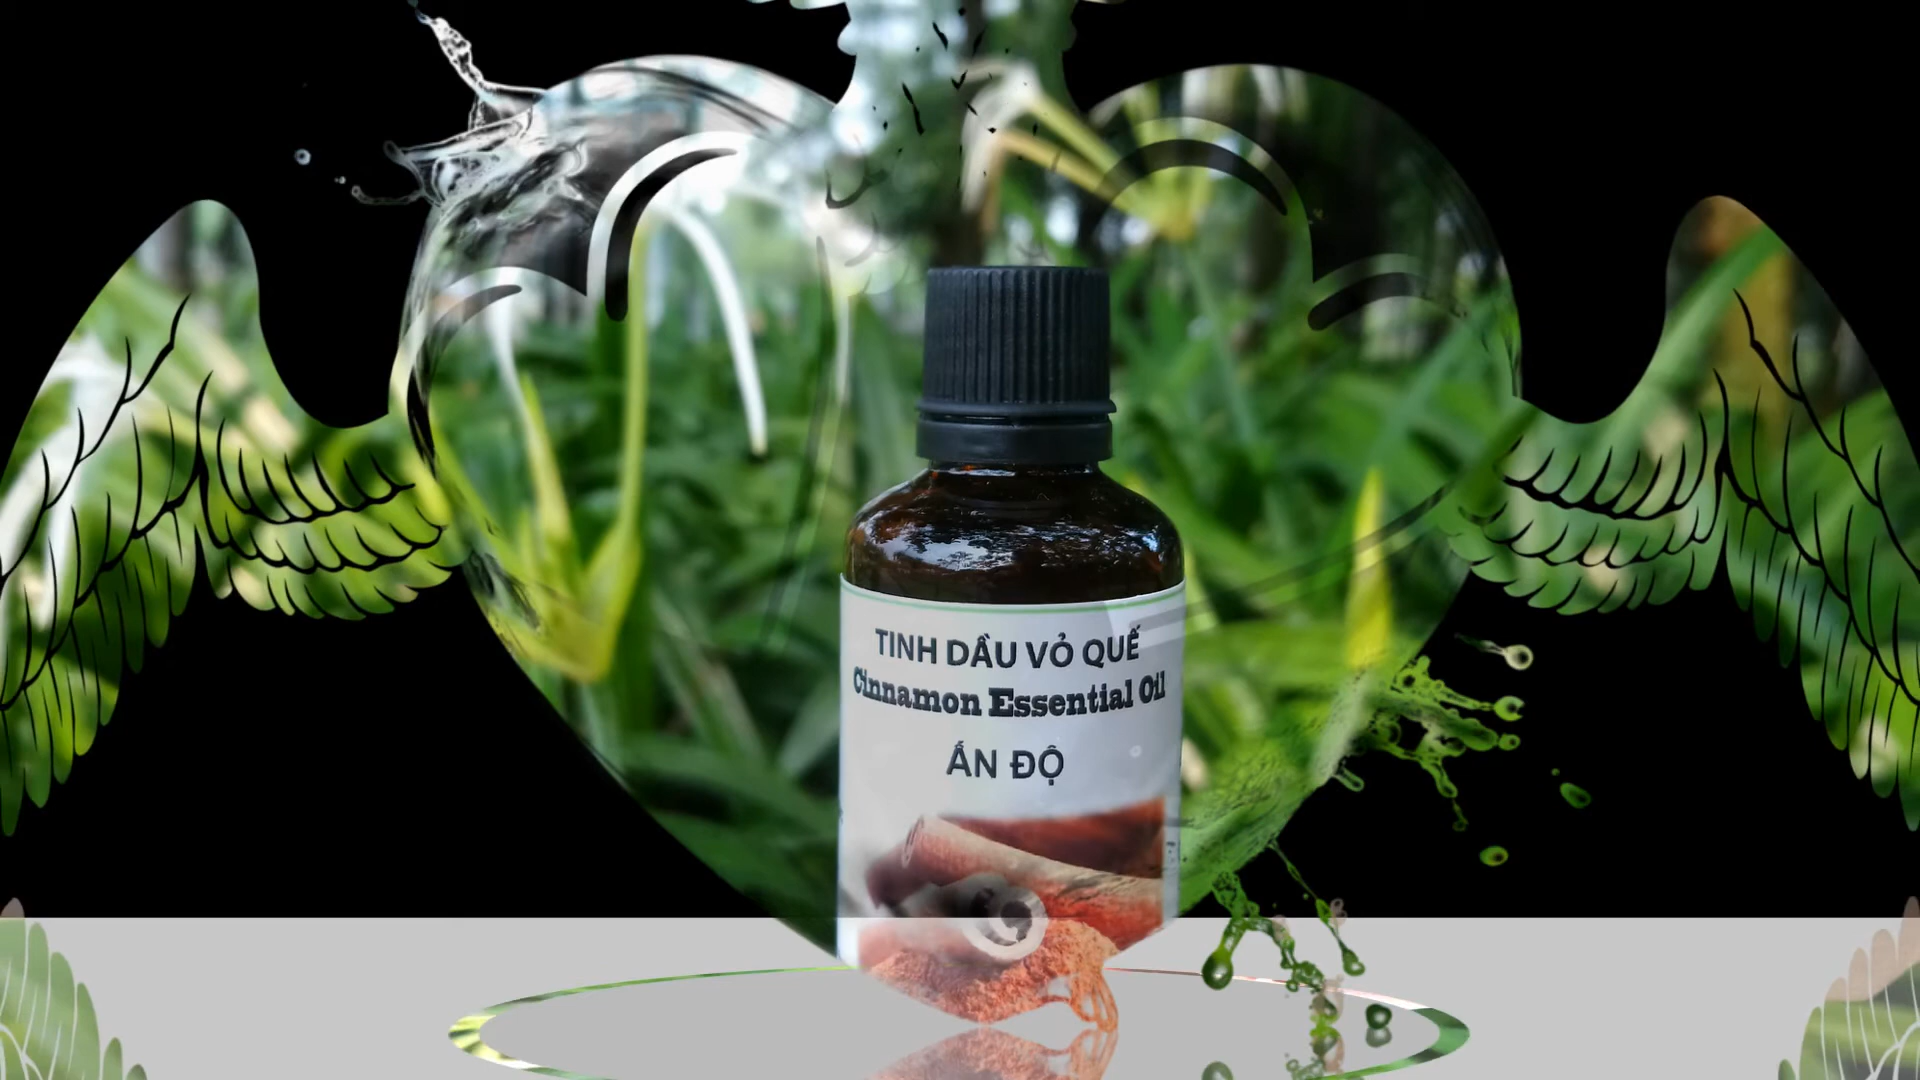 TINH DẦU VỎ QUẾ
Cinnamon Essential Oil
ẤN ĐỘ